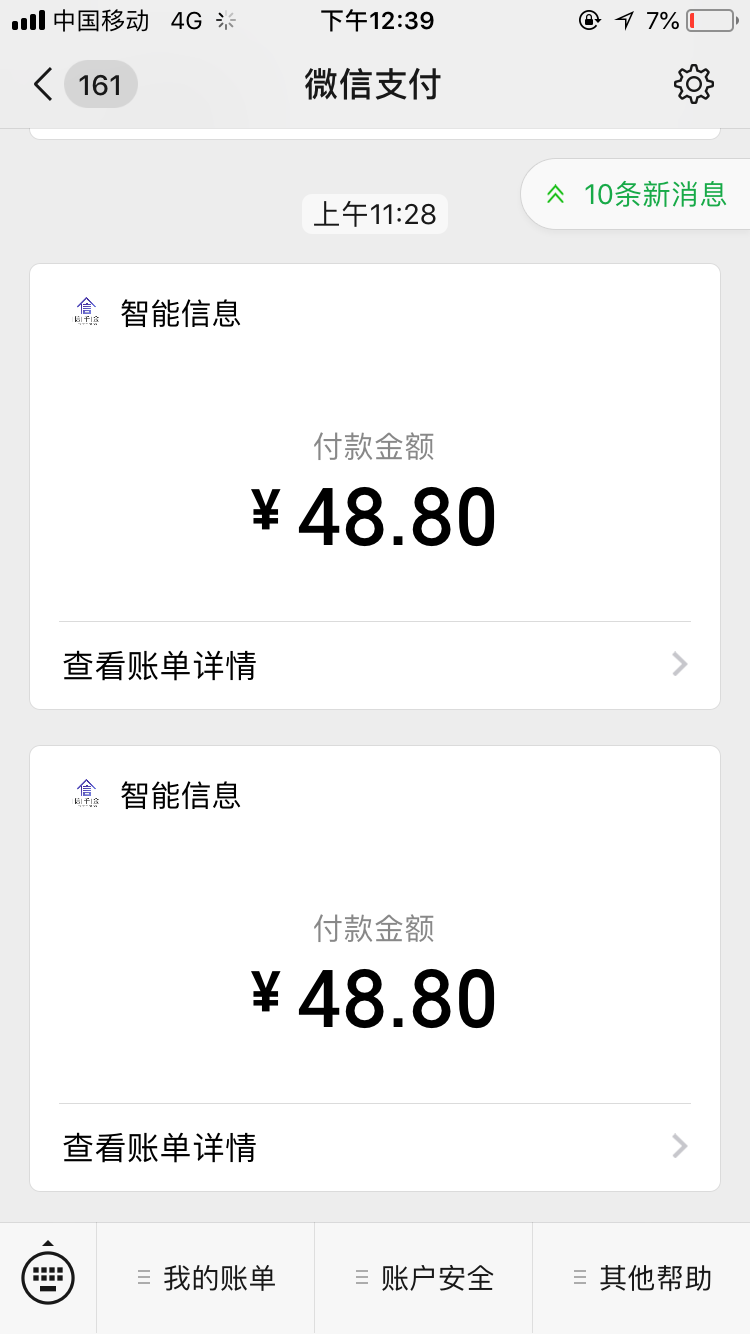 中国移动 4G 下午12:39 7%
161 微信支付
10条新消息
上午11:28
信
智能信息
付款金额
¥ 48.80
查看账单详情
信
智能信息
付款金额
¥ 48.80
查看账单详情
我的账单 账户安全 其他帮助